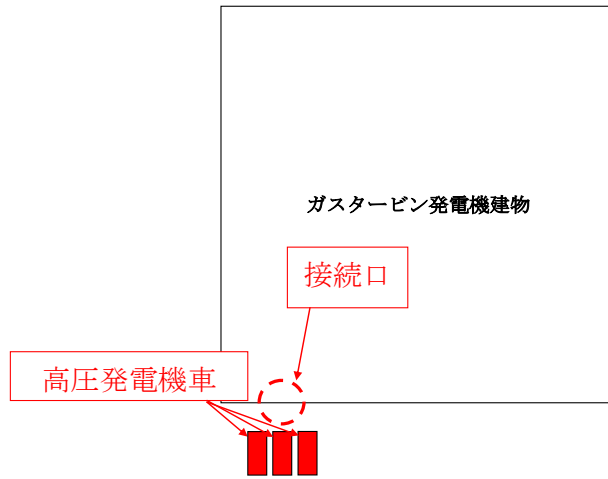 ガスタービン発電機建物
接続口
高圧発電機車